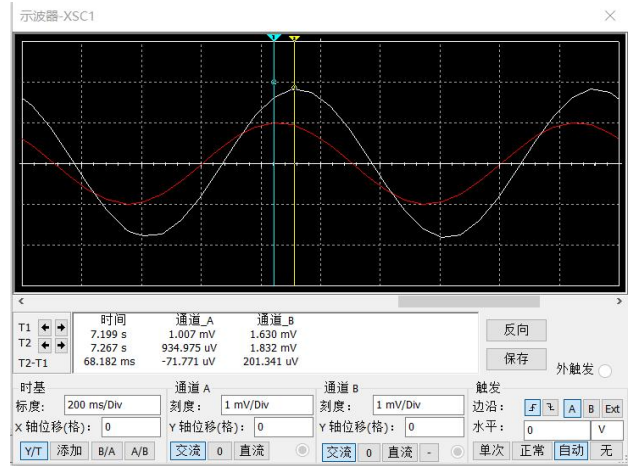 示波器-XSC1
时间 通道_A 通道_B
T1 7.199 s 1.007 mV 1.630 mV
T2 7.267 s 934.975 uV 1.832 mV
T2-T1 68.182 ms -71.771 uV 201.341 uV
反向
保存
外触发
时基 通道 A 通道 B 触发
标度： 200 ms/Div 刻度： 1 mV/Div 刻度： 1 mV/Div 边沿： A B Ext
X 轴位移(格)： 0 Y 轴位移(格)： 0 Y 轴位移(格)： 0 水平： 0 V
Y/T 添加 B/A A/B 交流 0 直流 交流 0 直流 - 单次 正常 自动 无